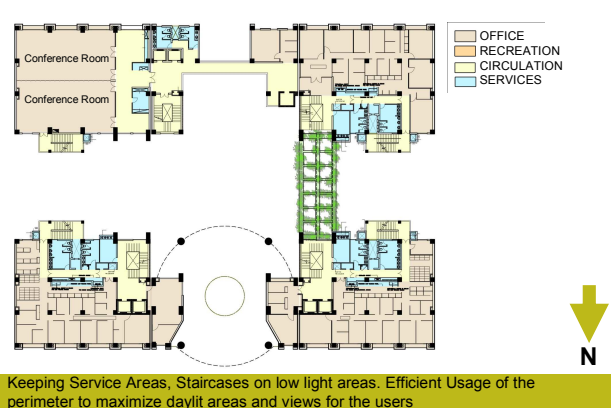 OFFICE
RECREATION
CIRCULATION
SERVICES
Conference Room
Conference Room
N
Keeping Service Areas, Staircases on low light areas. Efficient Usage of the
perimeter to maximize daylit areas and views for the users